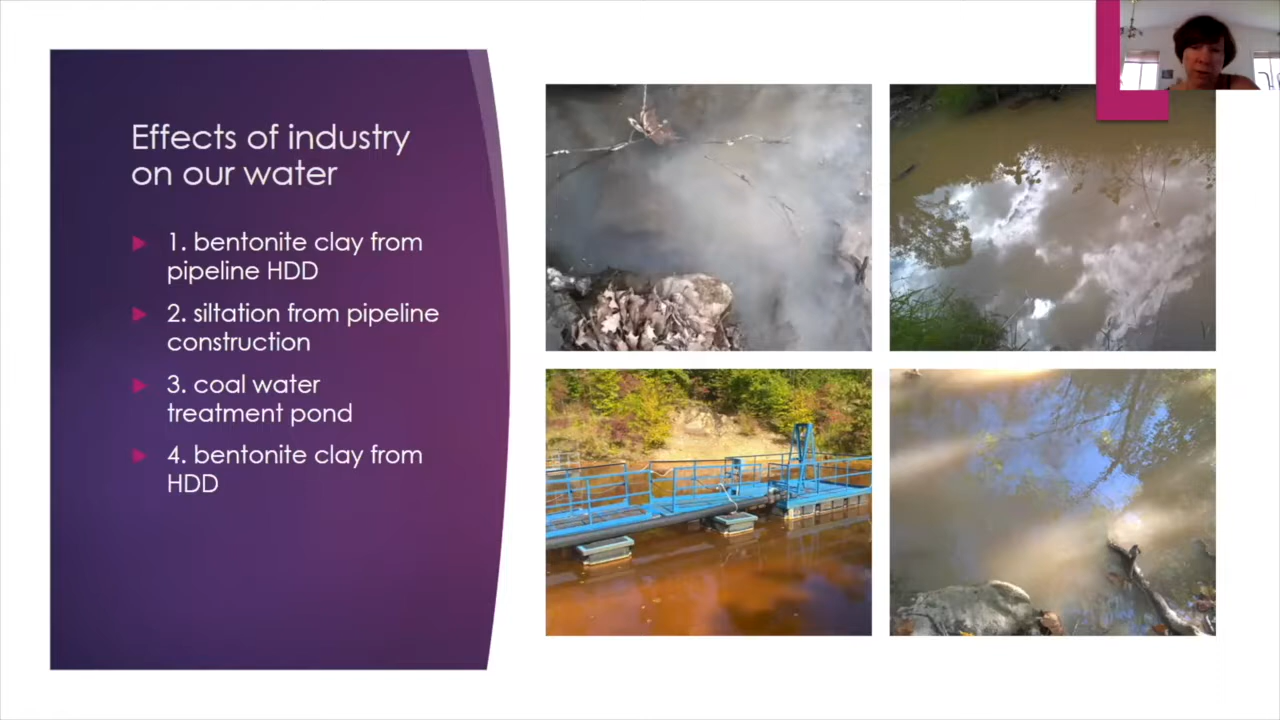 Effects of industry
on our water
1. bentonite clay from
pipeline HDD
2. siltation from pipeline
construction
3. coal water
treatment pond
4. bentonite clay from
HDD